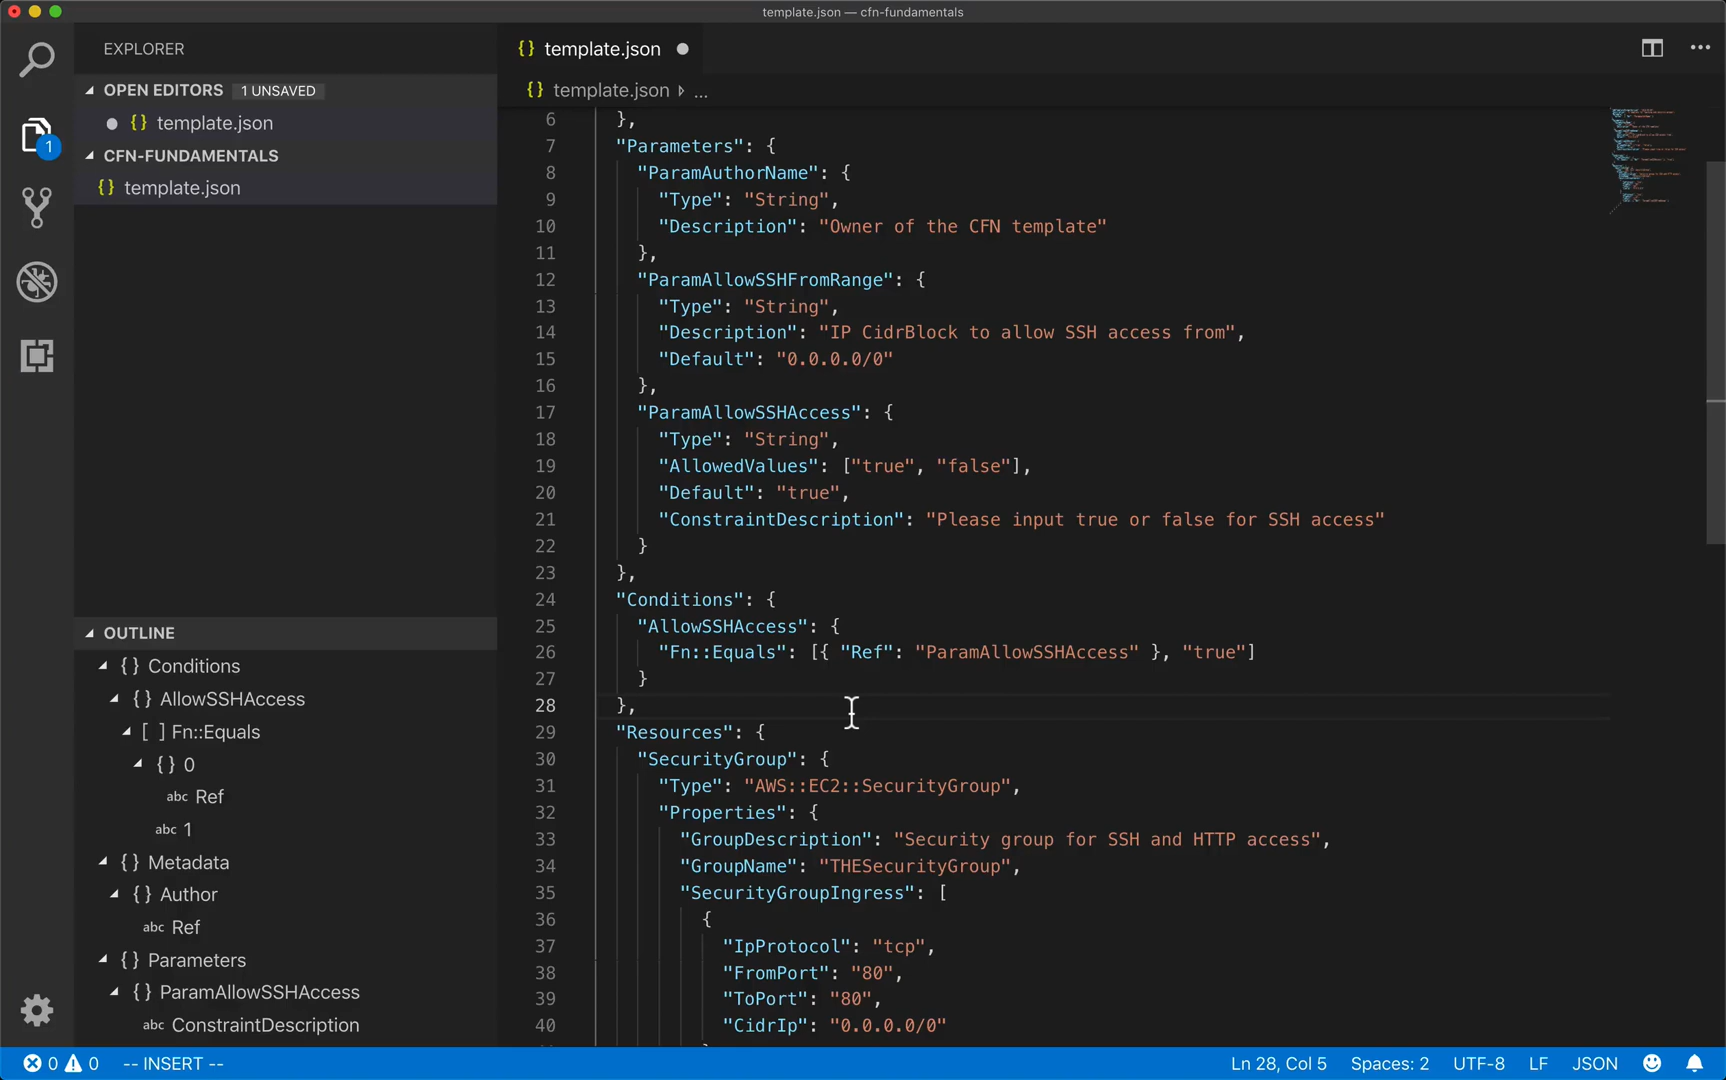 template.json — cfn-fundamentals
EXPLORER
OPEN EDITORS 1 UNSAVED
{} template.json
CFN-FUNDAMENTALS
{} template.json
1
OUTLINE
{} Conditions
{} AllowSSHAccess
[ ] Fn::Equals
{} 0
abc Ref
abc 1
{} Metadata
{} Author
abc Ref
{} Parameters
{} ParamAllowSSHAccess
abc ConstraintDescription
{} template.json
{} template.json ...
6 },
7 "Parameters": {
8 "ParamAuthorName": {
9 "Type": "String",
10 "Description": "Owner of the CFN template"
11 },
12 "ParamAllowSSHFromRange": {
13 "Type": "String",
14 "Description": "IP CidrBlock to allow SSH access from",
15 "Default": "0.0.0.0/0"
16 },
17 "ParamAllowSSHAccess": {
18 "Type": "String",
19 "AllowedValues": ["true", "false"],
20 "Default": "true",
21 "ConstraintDescription": "Please input true or false for SSH access"
22 }
23 },
24 "Conditions": {
25 "AllowSSHAccess": {
26 "Fn::Equals": [{ "Ref": "ParamAllowSSHAccess" }, "true"]
27 }
28 },
29 "Resources": {
30 "SecurityGroup": {
31 "Type": "AWS::EC2::SecurityGroup",
32 "Properties": {
33 "GroupDescription": "Security group for SSH and HTTP access",
34 "GroupName": "THESecurityGroup",
35 "SecurityGroupIngress": [
36 {
37 "IpProtocol": "tcp",
38 "FromPort": "80",
39 "ToPort": "80",
40 "CidrIp": "0.0.0.0/0"
0 0 -- INSERT --
Ln 28, Col 5 Spaces: 2 UTF-8 LF JSON